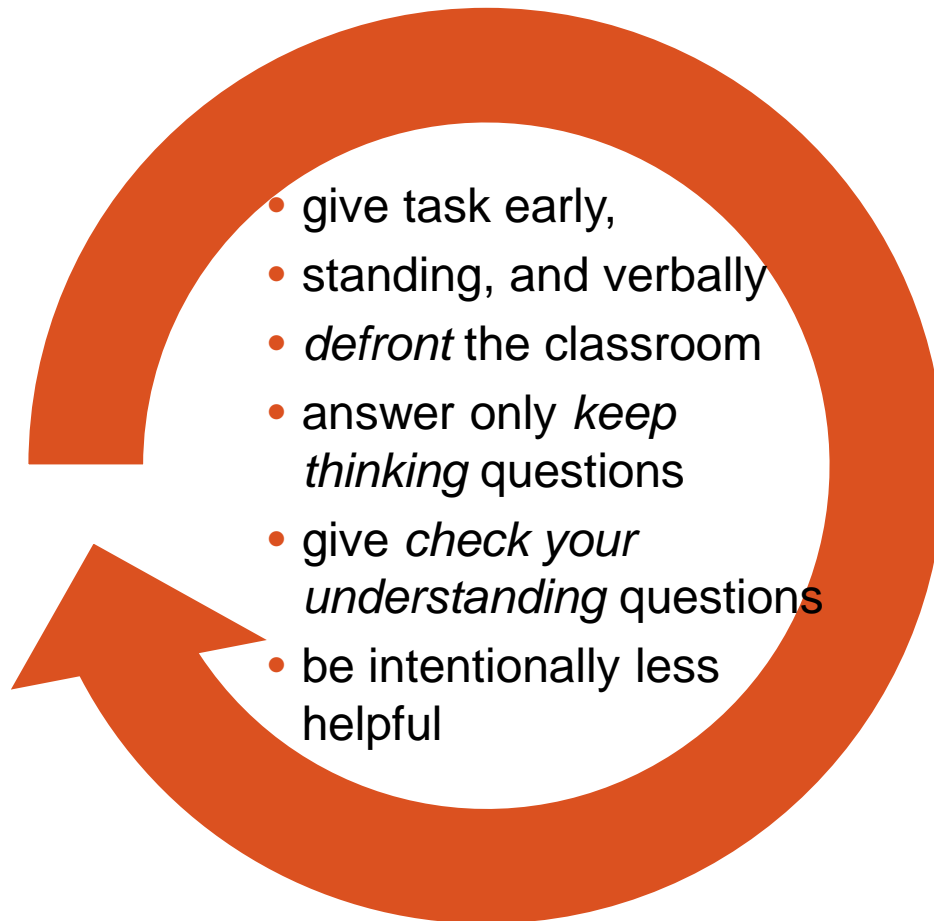 • give task early,
• standing, and verbally
• defront the classroom
• answer only keep
thinking questions
• give check your
understanding questions
• be intentionally less
helpful